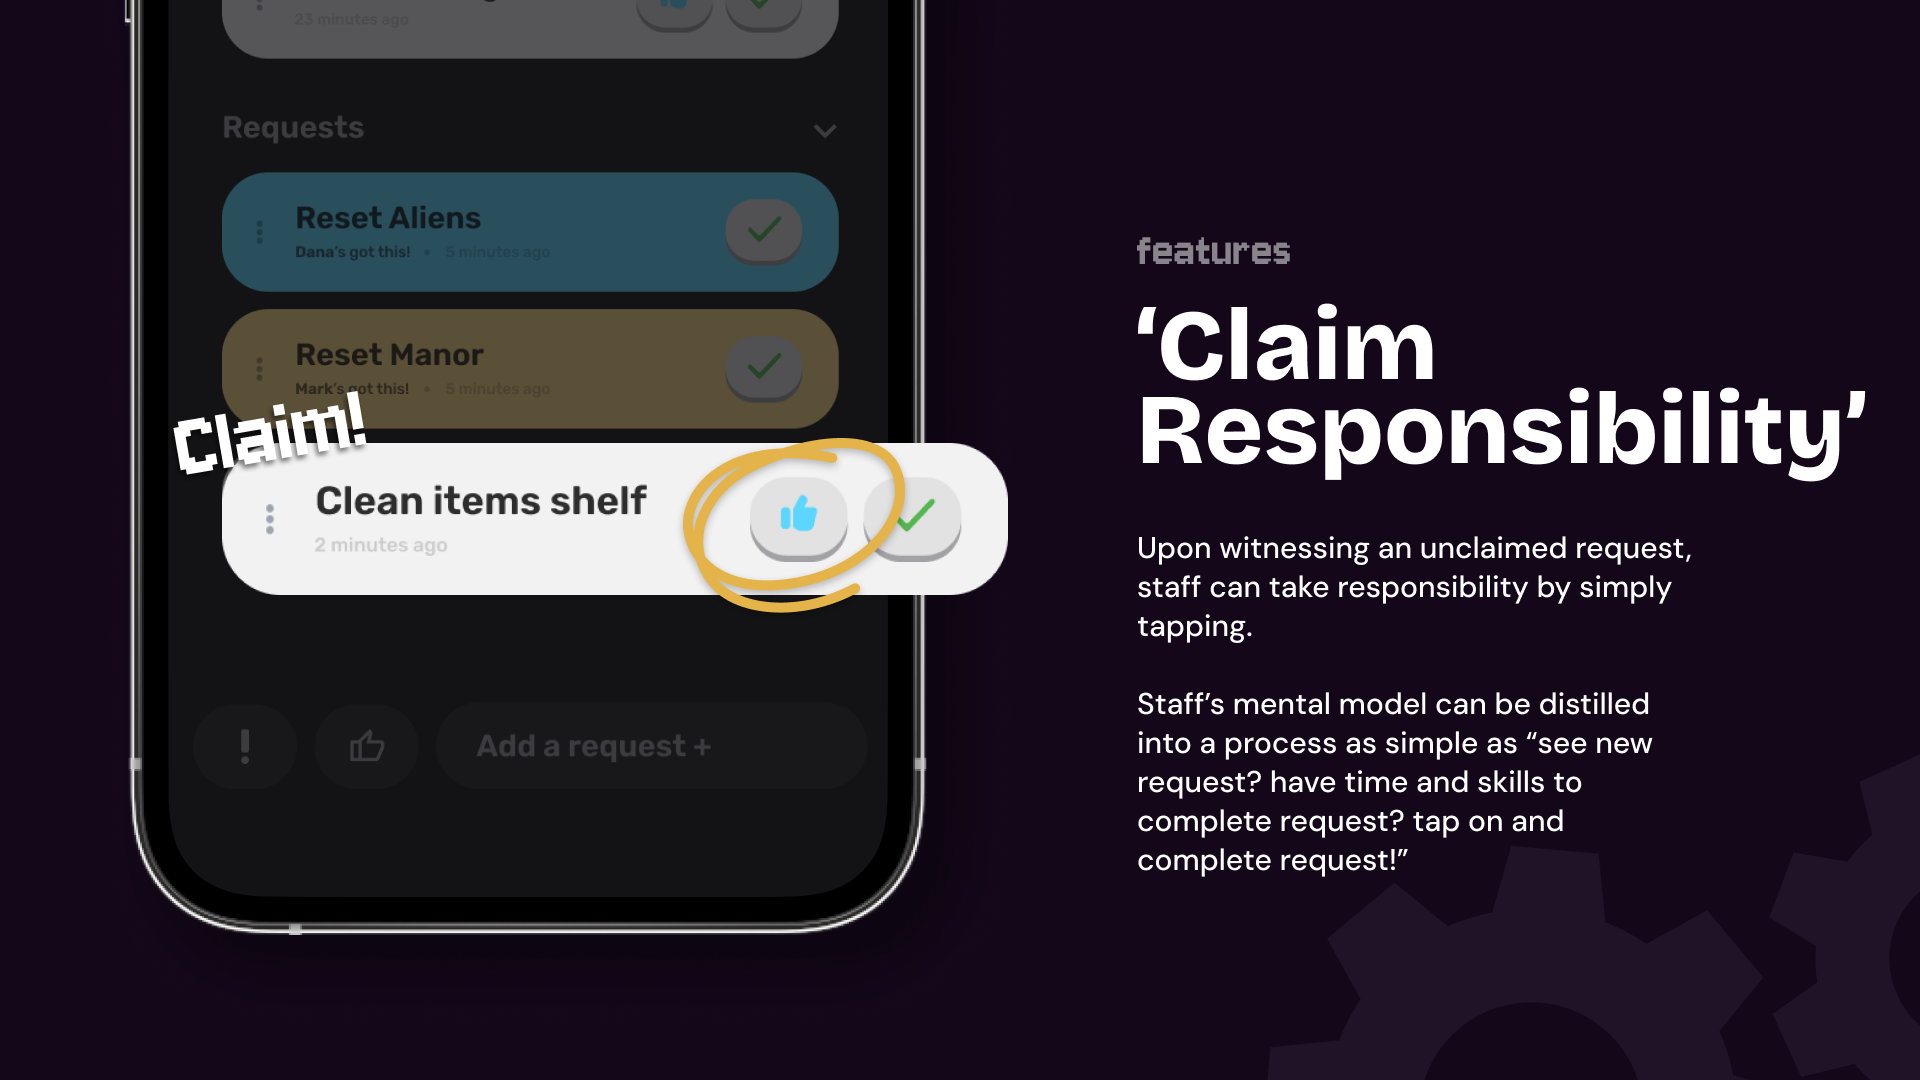 23 minutes ago
Requests
Reset Aliens
Dana's got this! • 5 minutes ago
Reset Manor
Mark's got this! • 5 minutes ago
Claim!
Clean items shelf
2 minutes ago
Add a request +
features
‘Claim
Responsibility’
Upon witnessing an unclaimed request,
staff can take responsibility by simply
tapping.
Staff’s mental model can be distilled
into a process as simple as “see new
request? have time and skills to
complete request? tap on and
complete request!”